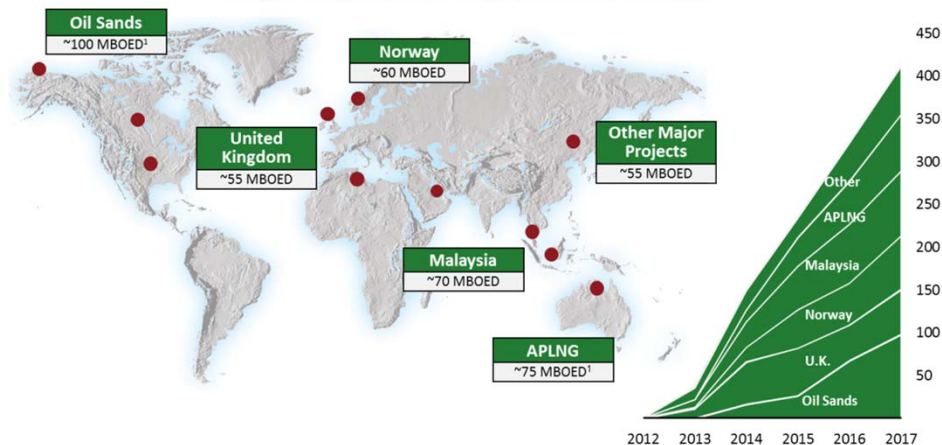 Oil Sands
~100 MBOED¹
Norway
~60 MBOED
United
Kingdom
~55 MBOED
Other Major
Projects
~55 MBOED
Malaysia
~70 MBOED
APLNG
~75 MBOED¹
450
400
350
300
250
200
150
100
50
Other
APLNG
Malaysia
Norway
U.K.
Oil Sands
2012 2013 2014 2015 2016 2017